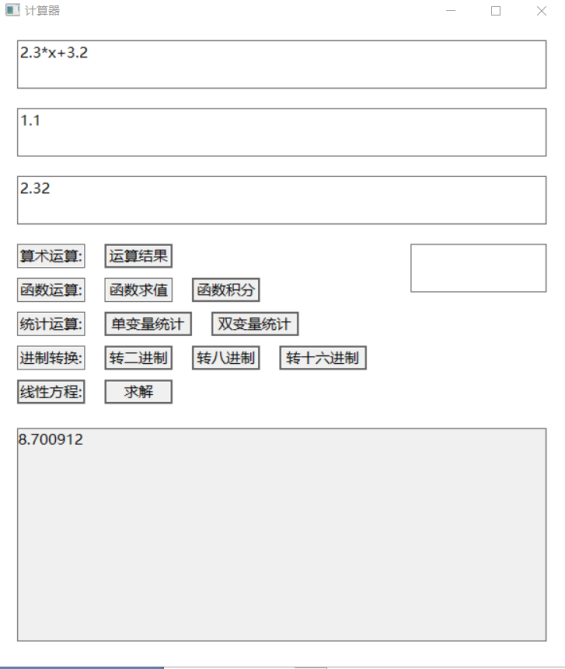 计算器
2.3*x+3.2
1.1
2.32
算术运算: 运算结果
函数运算: 函数求值 函数积分
统计运算: 单变量统计 双变量统计
进制转换: 转二进制 转八进制 转十六进制
线性方程: 求解
8.700912